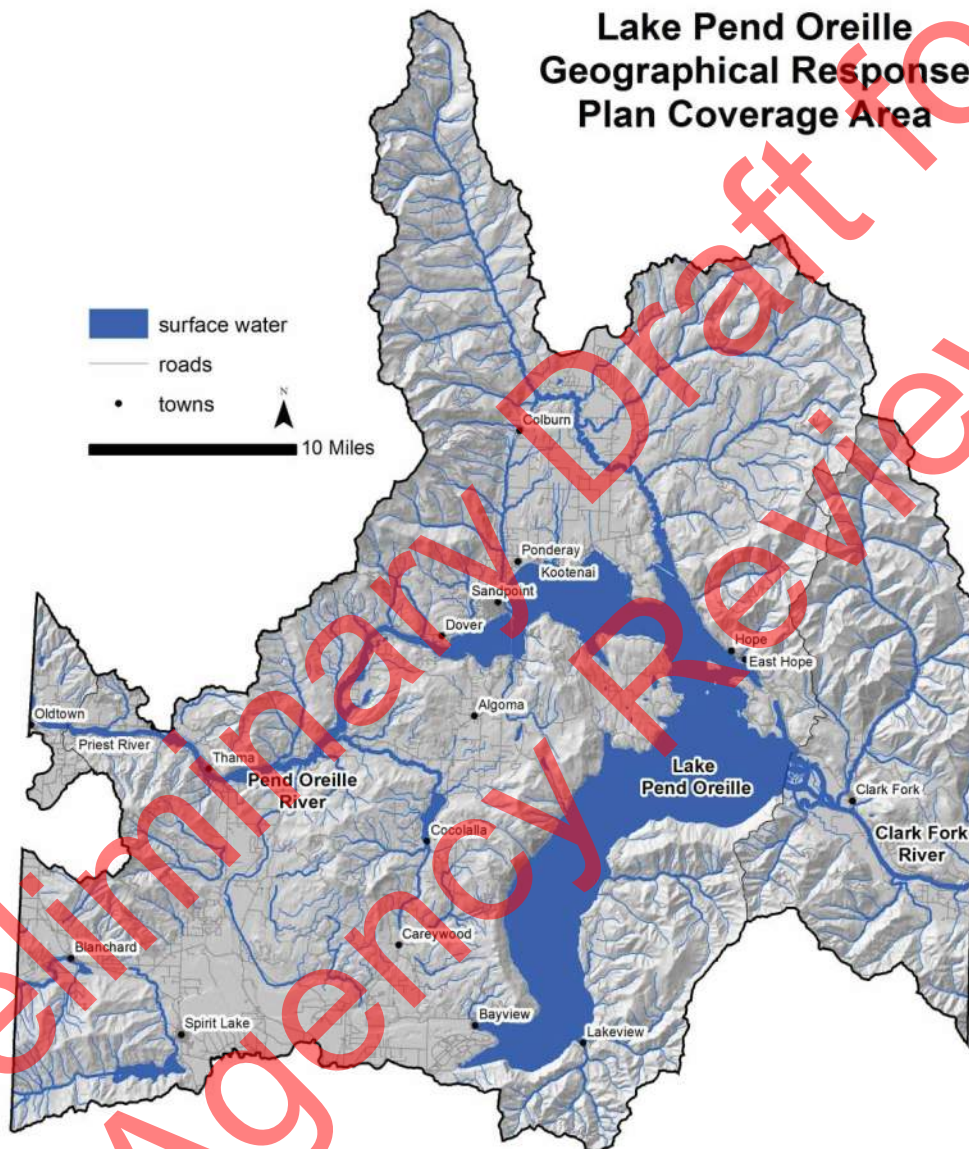 Lake Pend Oreille
Geographical Response
Plan Coverage Area
surface water
roads
towns
N
10 Miles
Colburn
Ponderay
Kootenai
Sandpoint
Dover
Hope
East Hope
Oldtown
Priest River
Algoma
Thama
Pend Oreille
River
Lake
Pend Oreille
Clark Fork
Clark Fork
River
Cocolalla
Careywood
Blanchard
Bayview
Spirit Lake
Lakeview
eliminary Draft fo
Agency Review